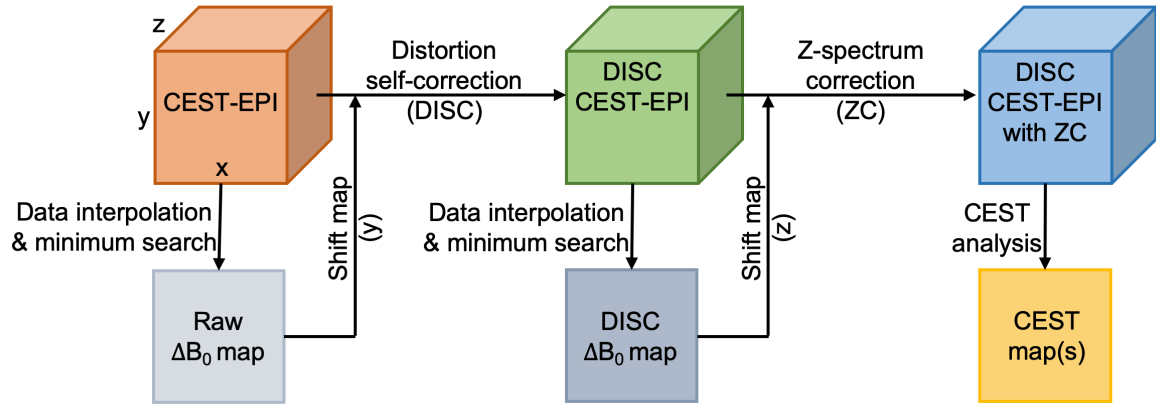 z
y
x
CEST-EPI
Distortion
self-correction
(DISC)
DISC
CEST-EPI
Z-spectrum
correction
(ZC)
DISC
CEST-EPI
with ZC
Data interpolation
& minimum search
Shift map
(y)
Data interpolation
& minimum search
Shift map
(z)
CEST
analysis
Raw
ΔB₀ map
DISC
ΔB₀ map
CEST
map(s)